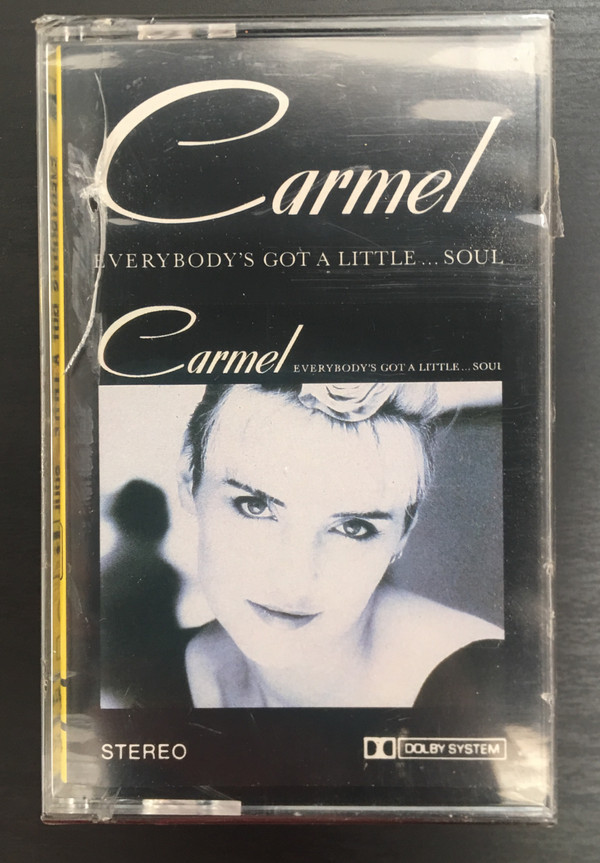 Carmel
EVERYBODY'S GOT A LITTLE... SOUL
Carmel EVERYBODY'S GOT A LITTLE...SOUL
STEREO
DOLBY SYSTEM